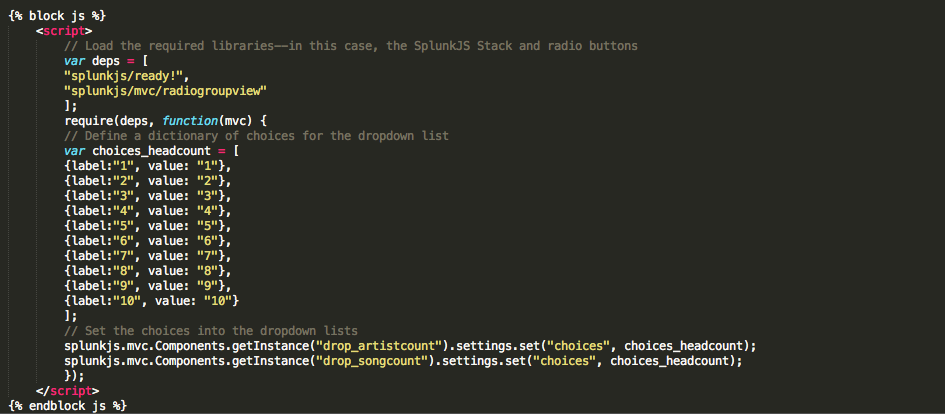 {% block js %}
<script>
// Load the required libraries——in this case, the SplunkJS Stack and radio buttons
var deps = [
"splunkjs/ready!",
"splunkjs/mvc/radiogroupview"
];
require(deps, function(mvc) {
// Define a dictionary of choices for the dropdown list
var choices_headcount = [
{label:"1", value: "1"},
{label:"2", value: "2"},
{label:"3", value: "3"},
{label:"4", value: "4"},
{label:"5", value: "5"},
{label:"6", value: "6"},
{label:"7", value: "7"},
{label:"8", value: "8"},
{label:"9", value: "9"},
{label:"10", value: "10"}
];
// Set the choices into the dropdown lists
splunkjs.mvc.Components.getInstance("drop_artistcount").settings.set("choices", choices_headcount);
splunkjs.mvc.Components.getInstance("drop_songcount").settings.set("choices", choices_headcount);
});
</script>
{% endblock js %}